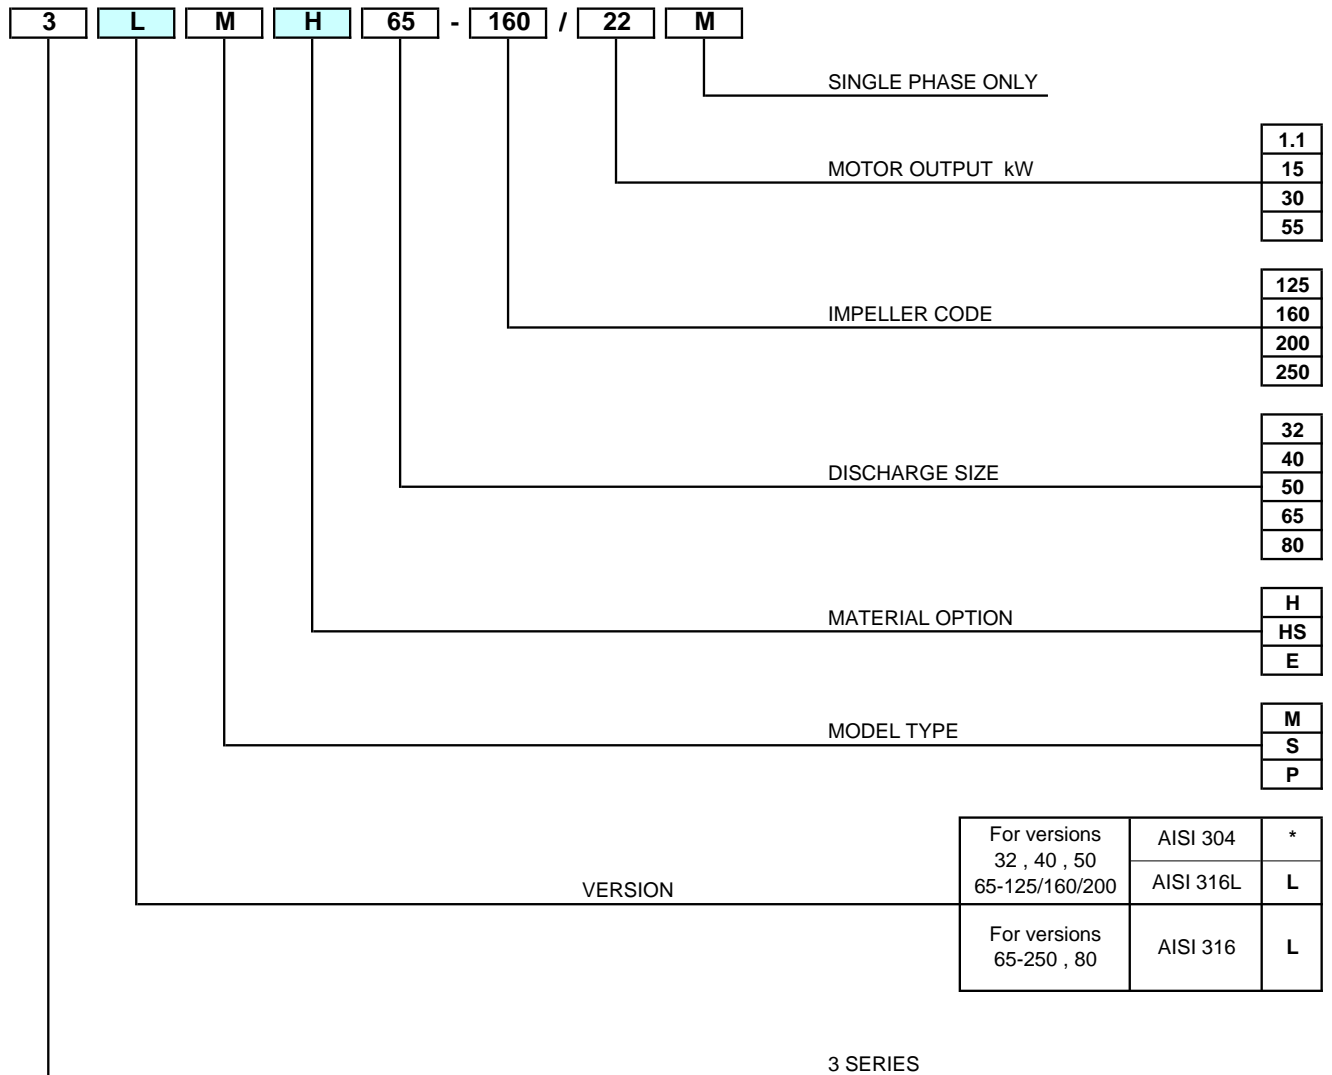 3 L M H 65 - 160 / 22 M
SINGLE PHASE ONLY
1.1
MOTOR OUTPUT kW
15
30
55
125
IMPELLER CODE
160
200
250
32
40
DISCHARGE SIZE
50
65
80
H
MATERIAL OPTION
HS
E
M
MODEL TYPE
S
P
For versions
32 , 40 , 50
65-125/160/200
AISI 304
*
AISI 316L
L
VERSION
For versions
65-250 , 80
AISI 316
L
3 SERIES